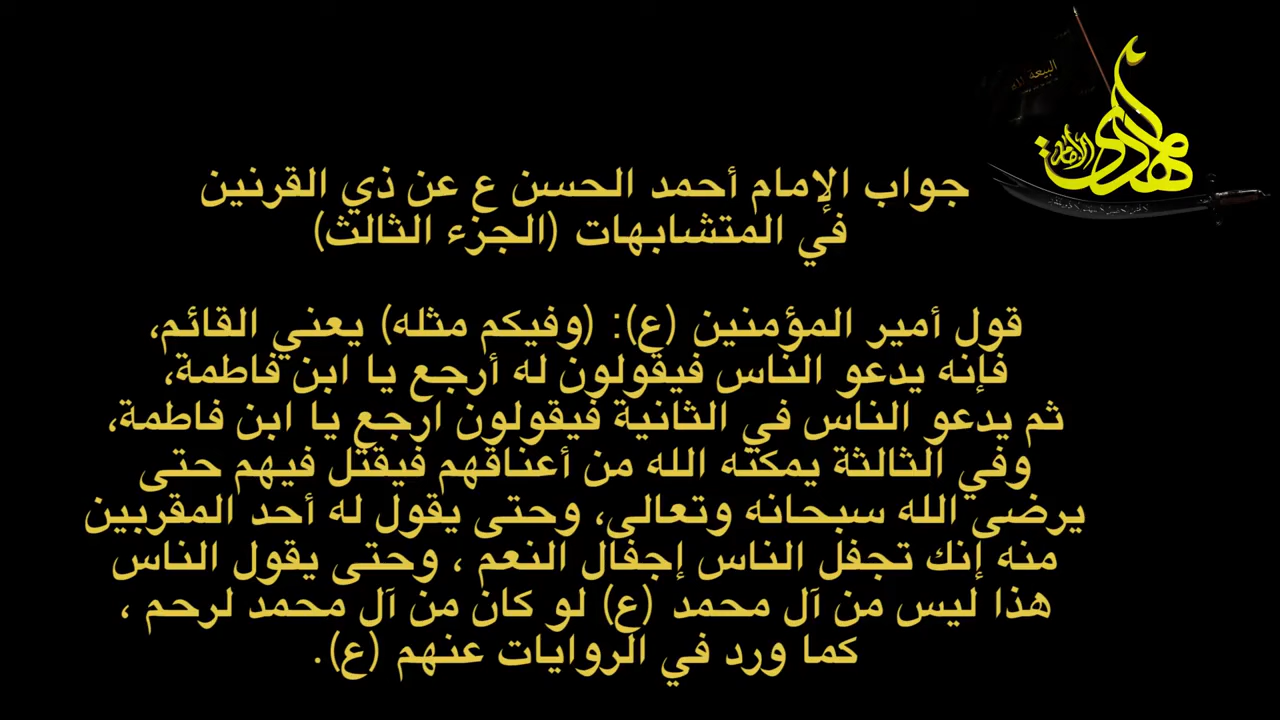 البيعة لله
الإمام
مهدي
جواب الإمام أحمد الحسن ع عن ذي القرنين
في المتشابهات (الجزء الثالث)
قول أمير المؤمنين (ع): (وفيكم مثله) يعني القائم،
فإنه يدعو الناس فيقولون له أرجع يا ابن فاطمة،
ثم يدعو الناس في الثانية فيقولون ارجع يا ابن فاطمة،
وفي الثالثة يمكنه الله من أعناقهم فيقتل فيهم حتى
يرضى الله سبحانه وتعالى، وحتى يقول له أحد المقربين
منه إنك تجفل الناس إجفال النعم ، وحتى يقول الناس
هذا ليس من آل محمد (ع) لو كان من آل محمد لرحم ،
كما ورد في الروايات عنهم (ع).